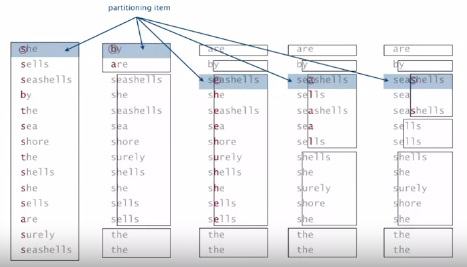 partitioning item
she by are are are
sells are by by by
seashells seashells seashells seashells seashells
by she she sells sea
the seashells seashells seashells seashells
sea sea sea sea sells
shore shore shore sells sells
the surely surely shells shells
shells shells shells she she
she she she surely surely
sells sells sells shore shore
are sells sells she she
surely the the the the
seashells the the the the